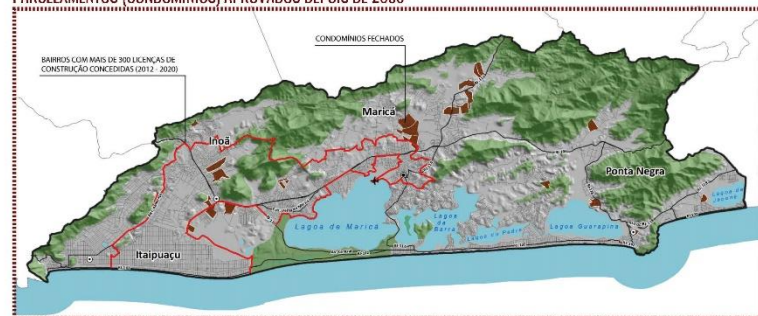 PARCELAMENTOS (CONDOMÍNIOS) APROVADOS DEPOIS DE 2000
CONDOMÍNIOS FECHADOS
BAIRROS COM MAIS DE 300 LICENÇAS DE
CONSTRUÇÃO CONCEDIDAS (2012 - 2020)
Maricá
Inoã
Ponta Negra
Lagoa de
Jaconé
Lagoa de Maricá
Lagoa
da
Barra
Lagoa do Padre
Lagoa Guarapina
Itaipuaçu